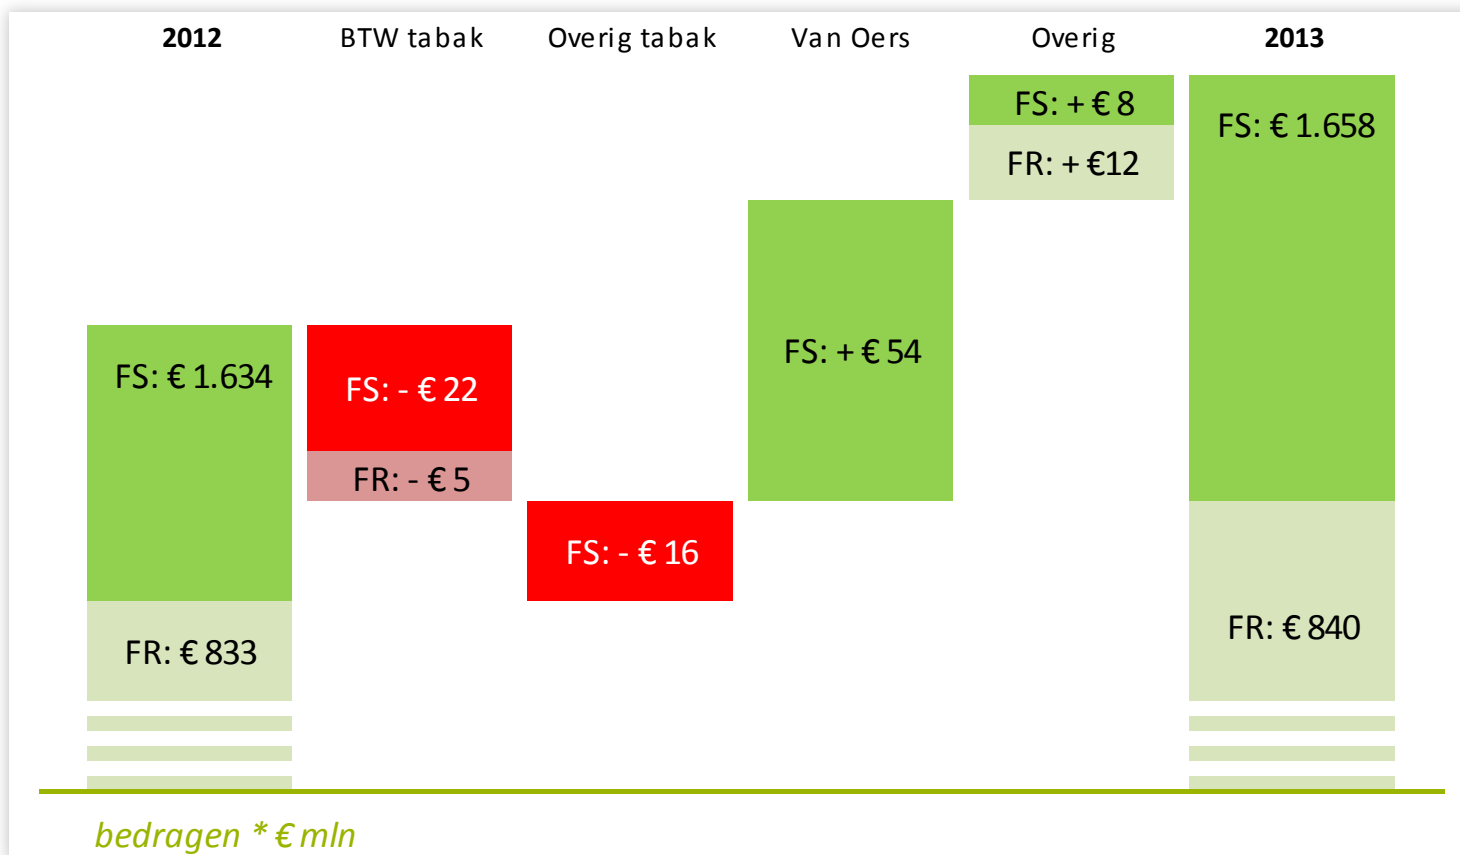 2012 BTW tabak Overig tabak Van Oers Overig 2013
FS: + € 8
FS: € 1.658
FR: + €12
FS: + € 54
FS: € 1.634
FS: - € 22
FR: - € 5
FS: - € 16
FR: € 840
FR: € 833
bedragen * € mln